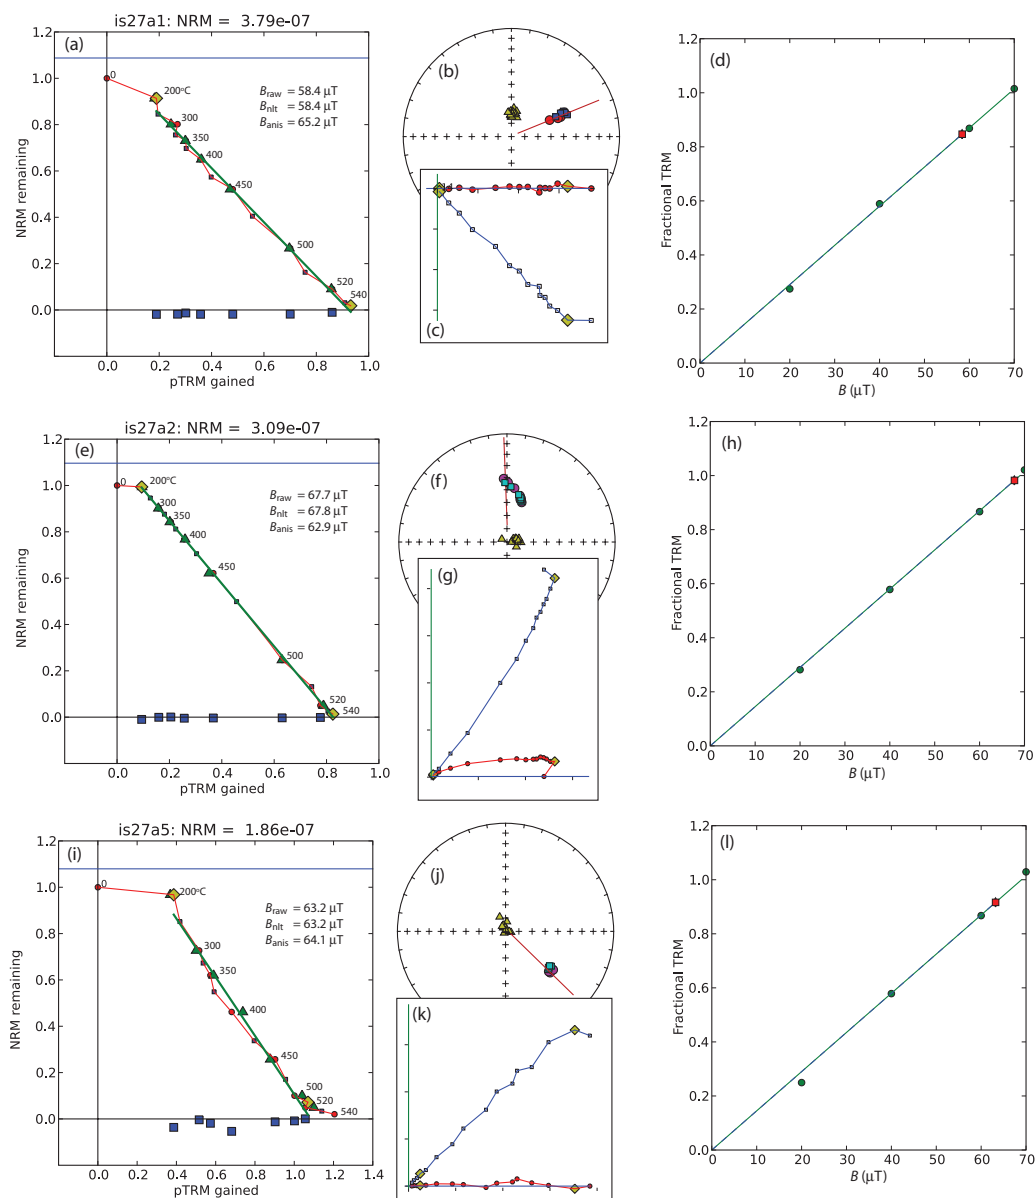 is27a1: NRM = 3.79e-07
(a)
NRM remaining
1.2
1.0
0.8
0.6
0.4
0.2
0.0
0
200°C
300
350
400
450
500
520
540
B raw = 58.4 μT
B nlt = 58.4 μT
B anis = 65.2 μT
0.0 0.2 0.4 0.6 0.8 1.0
pTRM gained
(b)
(c)
(d)
Fractional TRM
1.2
1.0
0.8
0.6
0.4
0.2
0.0
0 10 20 30 40 50 60 70
B (μT)
is27a2: NRM = 3.09e-07
(e)
NRM remaining
1.2
1.0
0.8
0.6
0.4
0.2
0.0
0
200°C
300
350
400
450
500
520
540
B raw = 67.7 μT
B nlt = 67.8 μT
B anis = 62.9 μT
0.0 0.2 0.4 0.6 0.8 1.0
pTRM gained
(f)
(g)
(h)
Fractional TRM
1.2
1.0
0.8
0.6
0.4
0.2
0.0
0 10 20 30 40 50 60 70
B (μT)
is27a5: NRM = 1.86e-07
(i)
NRM remaining
1.2
1.0
0.8
0.6
0.4
0.2
0.0
0
200°C
300
350
400
450
500
520
540
B raw = 63.2 μT
B nlt = 63.2 μT
B anis = 64.1 μT
0.0 0.2 0.4 0.6 0.8 1.0 1.2 1.4
pTRM gained
(j)
(k)
(l)
Fractional TRM
1.2
1.0
0.8
0.6
0.4
0.2
0.0
0 10 20 30 40 50 60 70
B (μT)